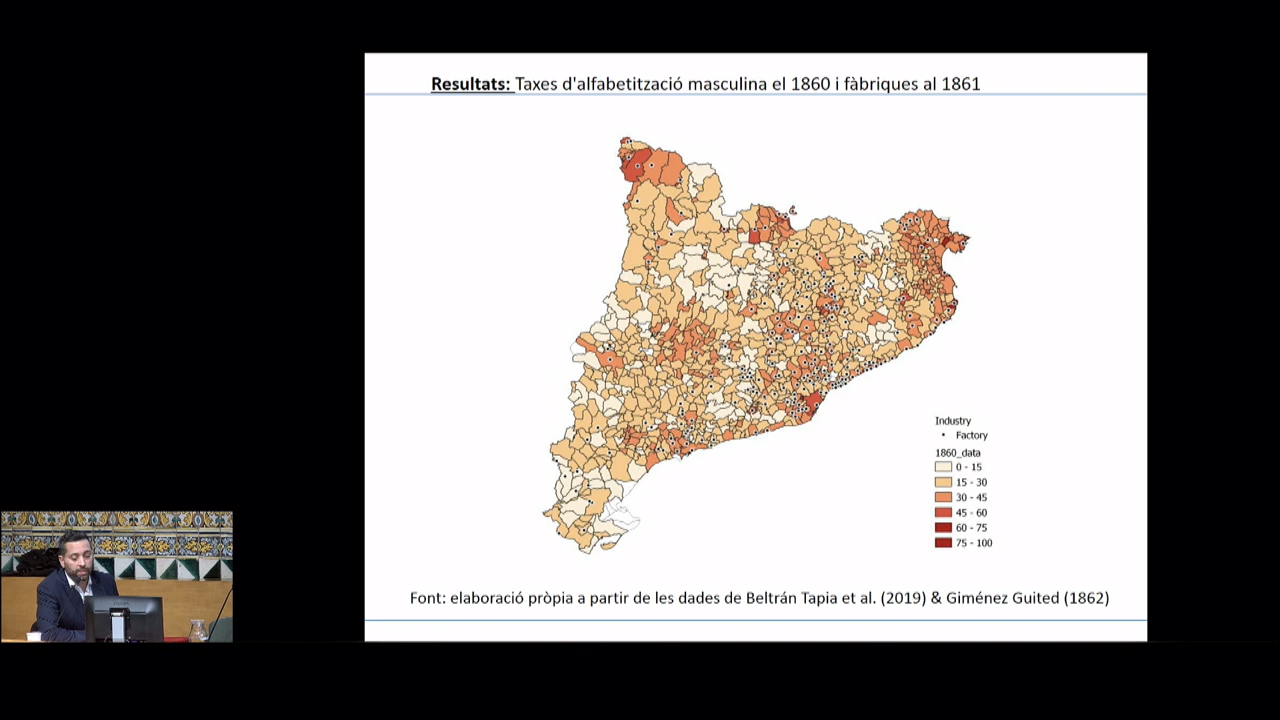 Resultats: Taxes d'alfabetització masculina el 1860 i fàbriques al 1861
Industry
Factory
1860_data
0 - 15
15 - 30
30 - 45
45 - 60
60 - 75
75 - 100
Font: elaboració pròpia a partir de les dades de Beltrán Tapia et al. (2019) & Giménez Guited (1862)